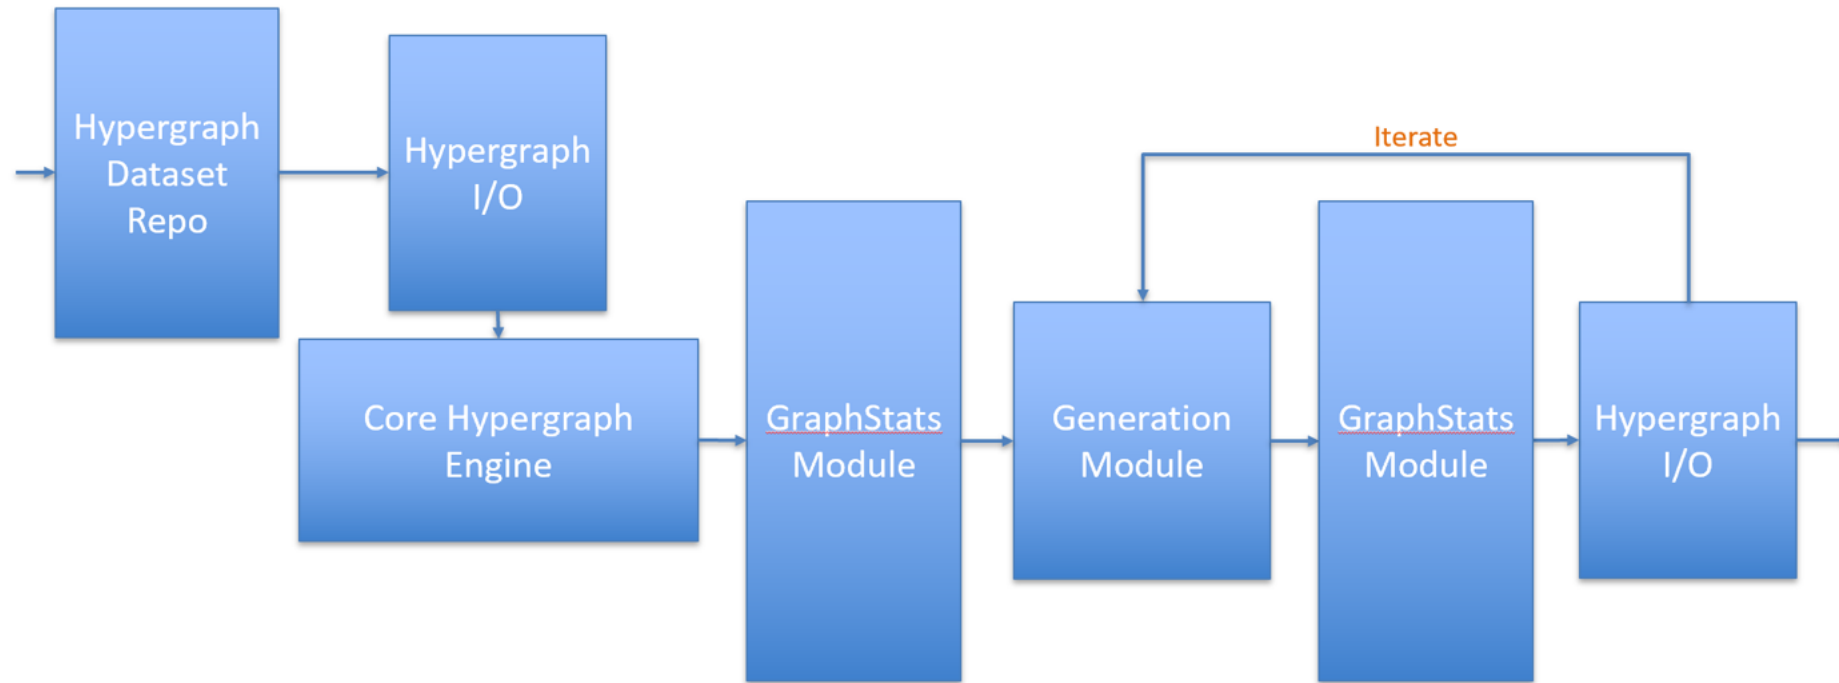 Hypergraph
Dataset
Repo
Hypergraph
I/O
Core Hypergraph
Engine
GraphStats
Module
Iterate
Generation
Module
GraphStats
Module
Hypergraph
I/O